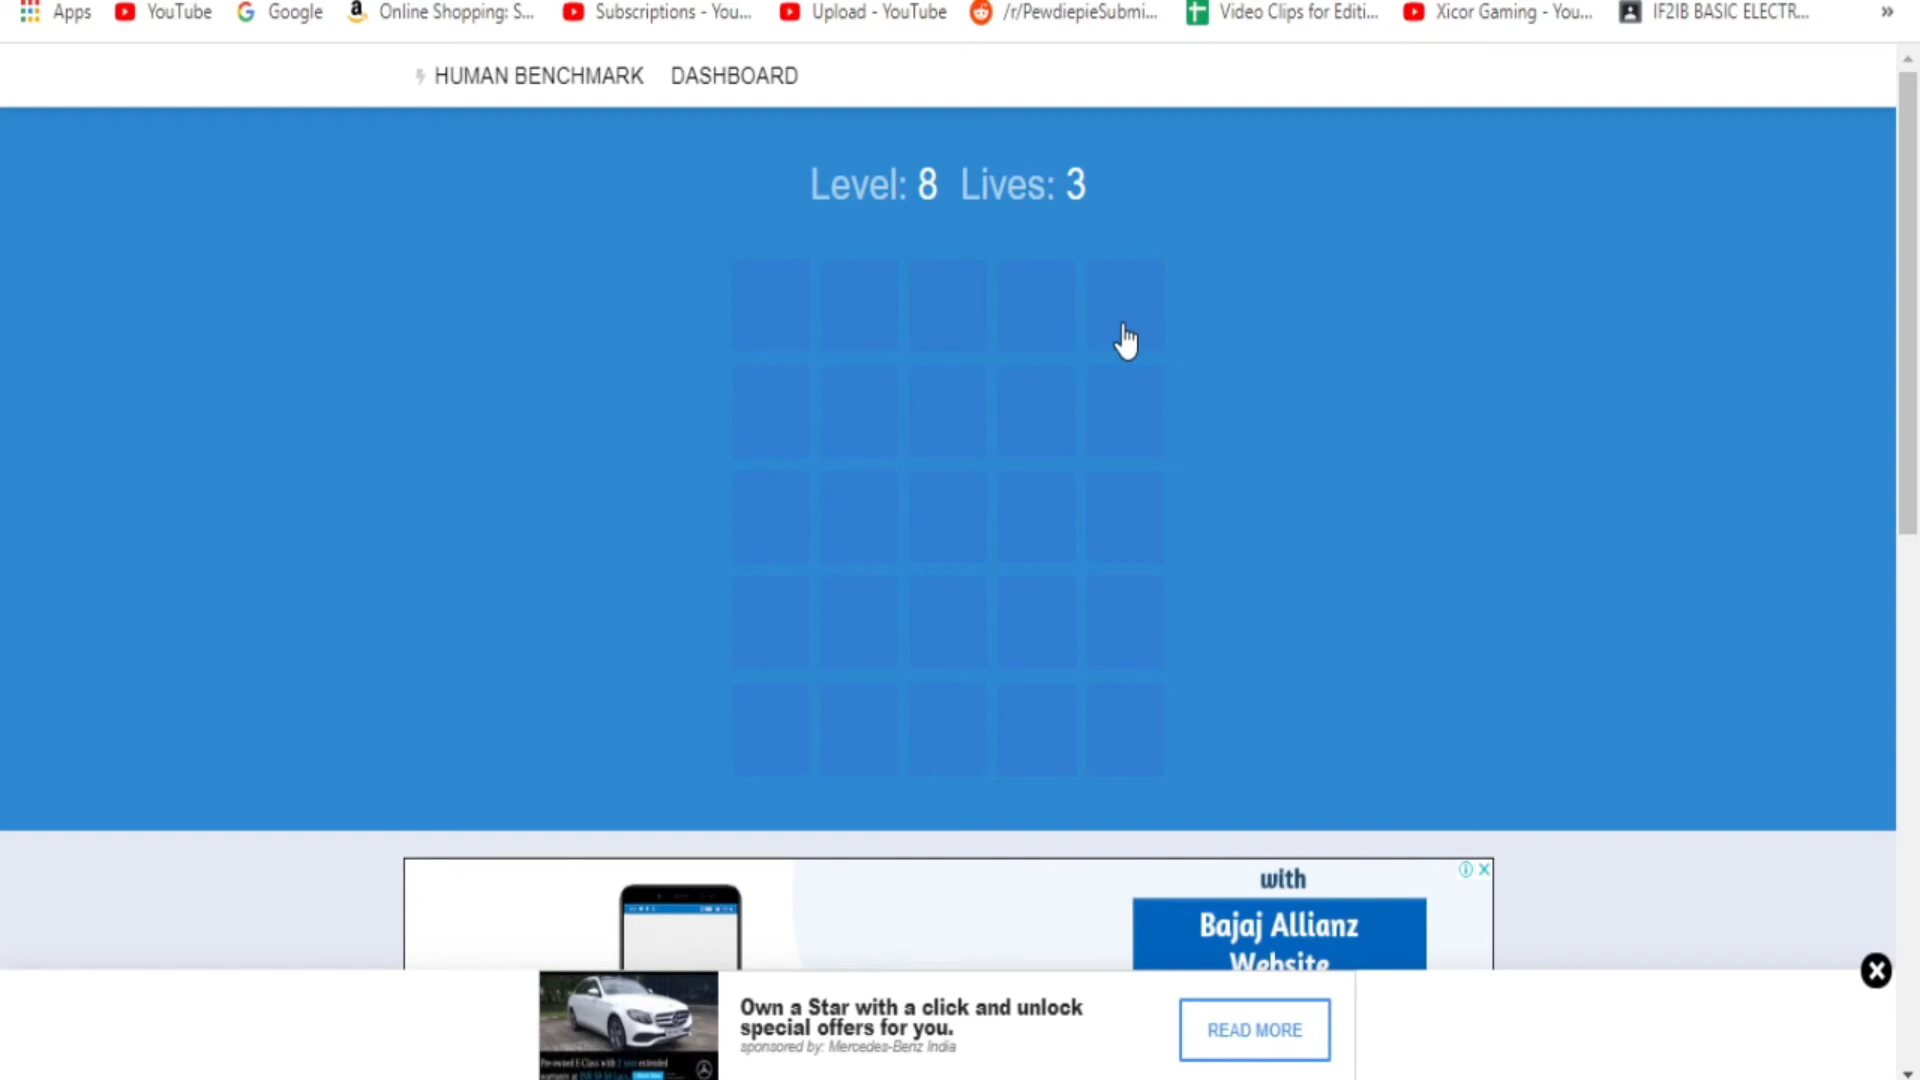 Apps YouTube Google Online Shopping: S... Subscriptions - You... Upload - YouTube /r/PewdiepieSubmi... Video Clips for Editi... Xicor Gaming - You... IF2IB BASIC ELECTR... »
HUMAN BENCHMARK DASHBOARD
Level: 8 Lives: 3
with
Bajaj Allianz
Website
Own a Star with a click and unlock
special offers for you.
sponsored by: Mercedes-Benz India
READ MORE